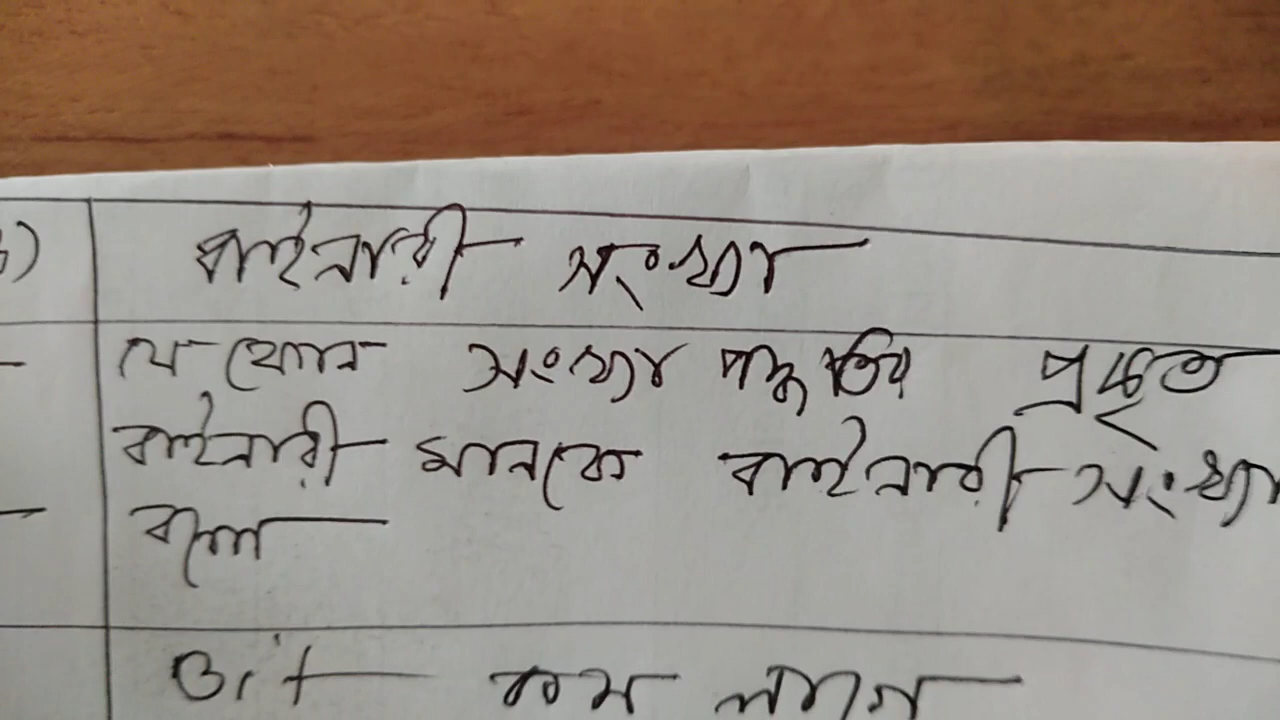 বাইনারী সংখ্যা
যে কোন সংখ্যা পদ্ধতির প্রকৃত
বাইনারী মানকে বাইনারী সংখ্যা
বলে
Bit কম লাগে